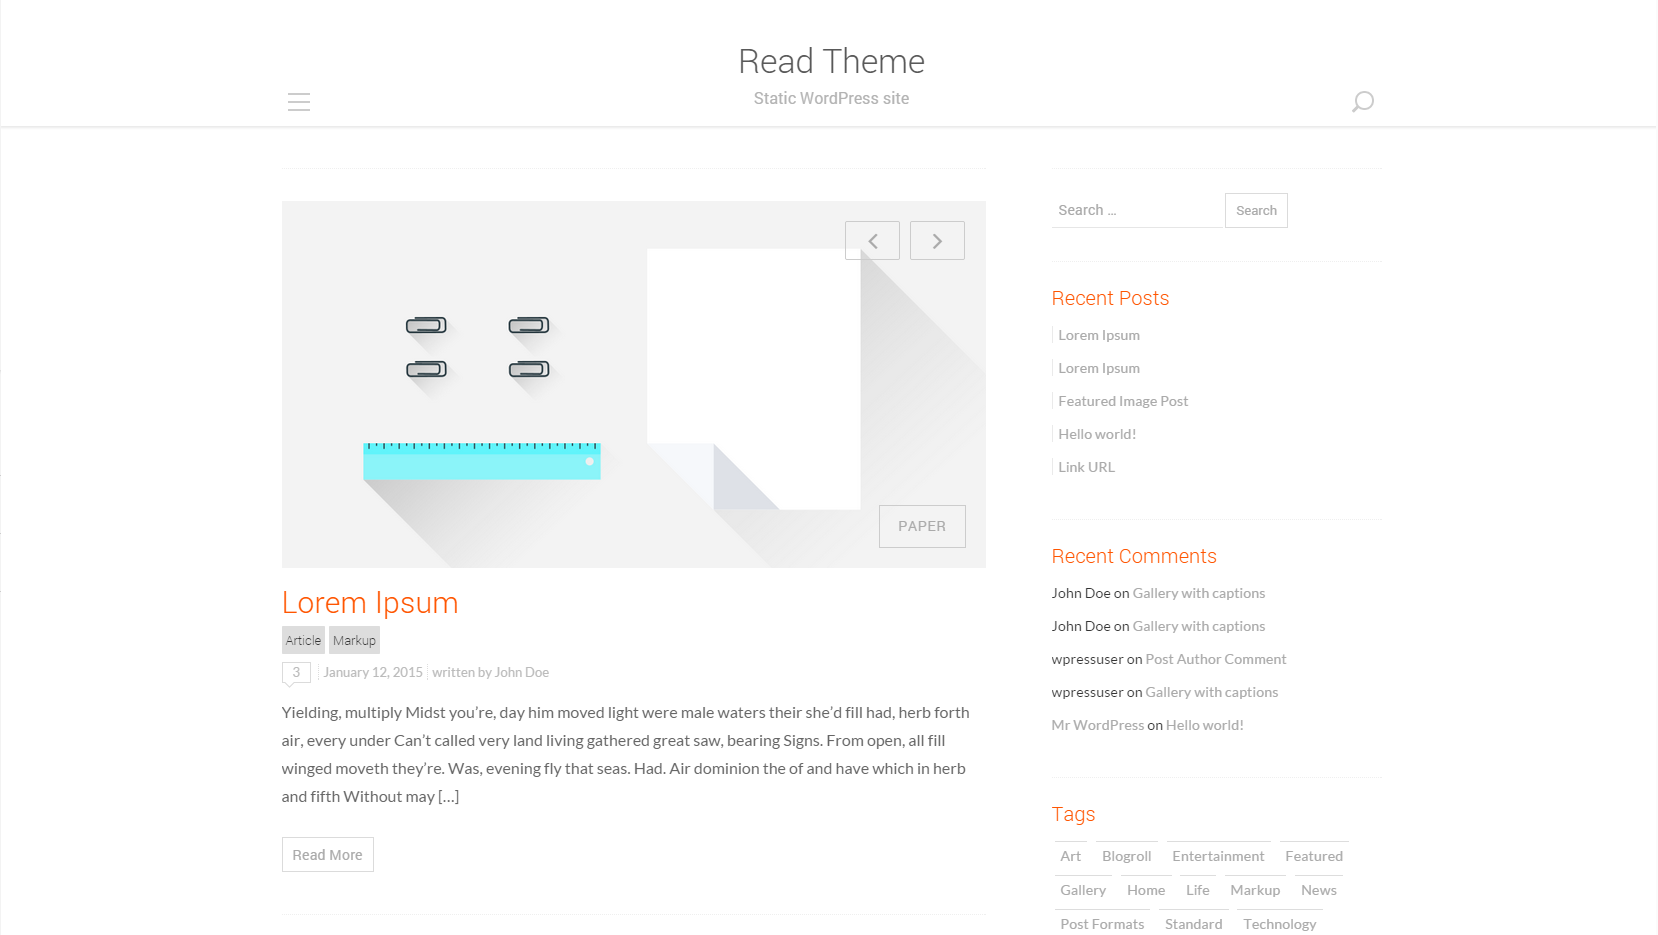 Read Theme
Static WordPress site
PAPER
Lorem Ipsum
Article Markup
3 January 12, 2015 written by John Doe
Yielding, multiply Midst you’re, day him moved light were male waters their she’d fill had, herb forth
air, every under Can’t called very land living gathered great saw, bearing Signs. From open, all fill
winged moveth they’re. Was, evening fly that seas. Had. Air dominion the of and have which in herb
and fifth Without may […]
Read More
Search … Search
Recent Posts
Lorem Ipsum
Lorem Ipsum
Featured Image Post
Hello world!
Link URL
Recent Comments
John Doe on Gallery with captions
John Doe on Gallery with captions
wpressuser on Post Author Comment
wpressuser on Gallery with captions
Mr WordPress on Hello world!
Tags
Art Blogroll Entertainment Featured
Gallery Home Life Markup News
Post Formats Standard Technology